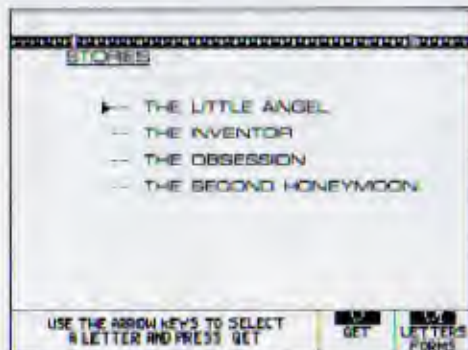 STORIES
THE LITTLE ANGEL
-- THE INVENTOR
-- THE OBSESSION
-- THE SECOND HONEYMOON
USE THE ARROW KEYS TO SELECT
A LETTER AND PRESS GET
GET
LETTERS
FORMS